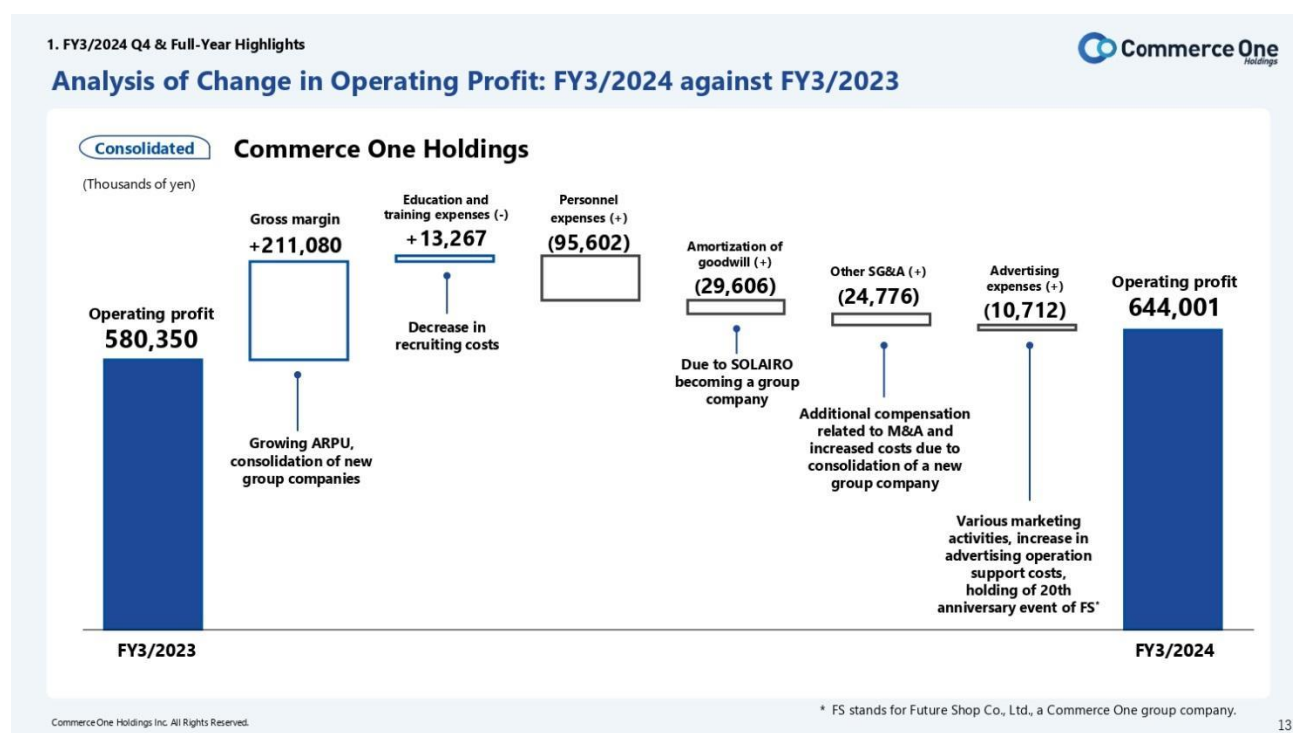 1. FY3/2024 Q4 & Full-Year Highlights
Commerce One
Holdings
Analysis of Change in Operating Profit: FY3/2024 against FY3/2023
Consolidated
Commerce One Holdings
(Thousands of yen)
Operating profit
580,350
Gross margin
+211,080
Growing ARPU,
consolidation of new
group companies
Education and
training expenses (-)
+13,267
Decrease in
recruiting costs
Personnel
expenses (+)
(95,602)
Amortization of
goodwill (+)
(29,606)
Due to SOLAIRO
becoming a group
company
Other SG&A (+)
(24,776)
Additional compensation
related to M&A and
increased costs due to
consolidation of a new
group company
Advertising
expenses (+)
(10,712)
Various marketing
activities, increase in
advertising operation
support costs,
holding of 20th
anniversary event of FS*
Operating profit
644,001
FY3/2023
FY3/2024
* FS stands for Future Shop Co., Ltd., a Commerce One group company.
Commerce One Holdings Inc. All Rights Reserved.
13